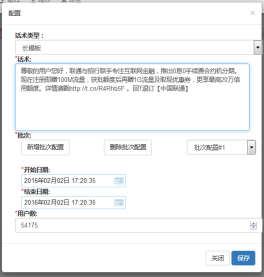 配置
×
话术类型：
长模板
*话术:
尊敬的用户您好，联通与招行联手专注互联网金融，推出0息0手续费合约机分期。
现在注册即赠100M流量，获批额度后再赠1G流量及取现优惠券，更享最高20万信
用额度。详情请戳http://t.cn/R4Rhb5F 。回T退订【中国联通】
*批次:
新增批次配置 删除批次配置 批次配置#1
*开始日期:
2016年02月02日 17:20:35
*结束日期:
2016年02月02日 17:20:35
*用户数:
54175
关闭 保存